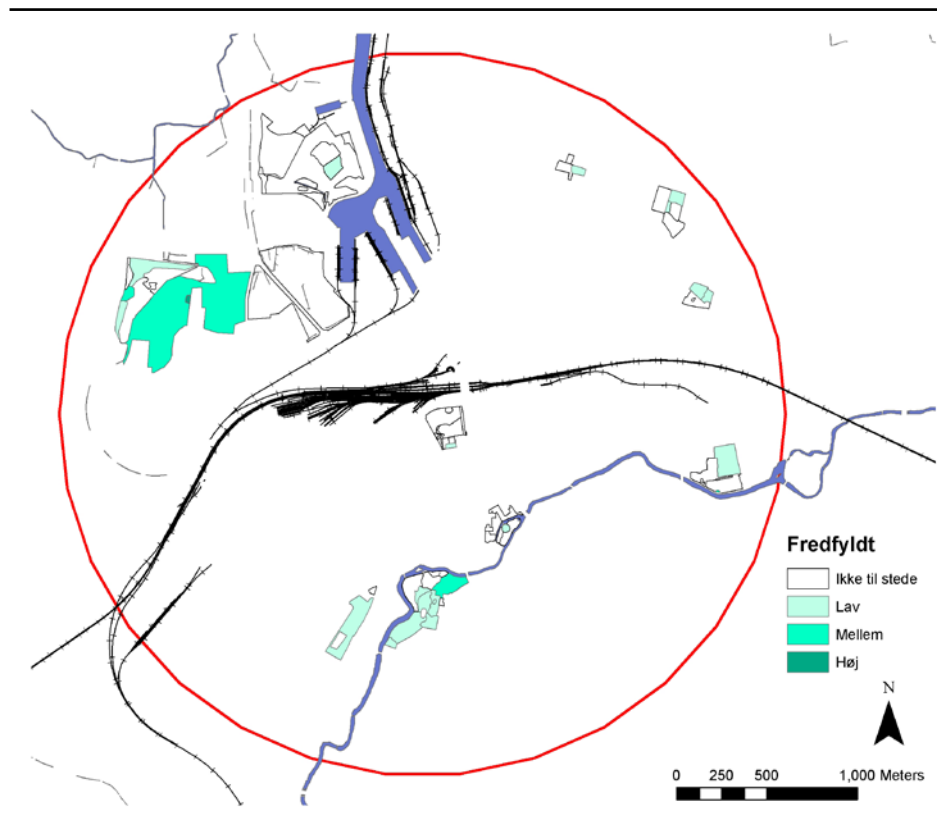 Fredfyldt
Ikke til stede
Lav
Mellem
Høj
N
0 250 500 1,000 Meters